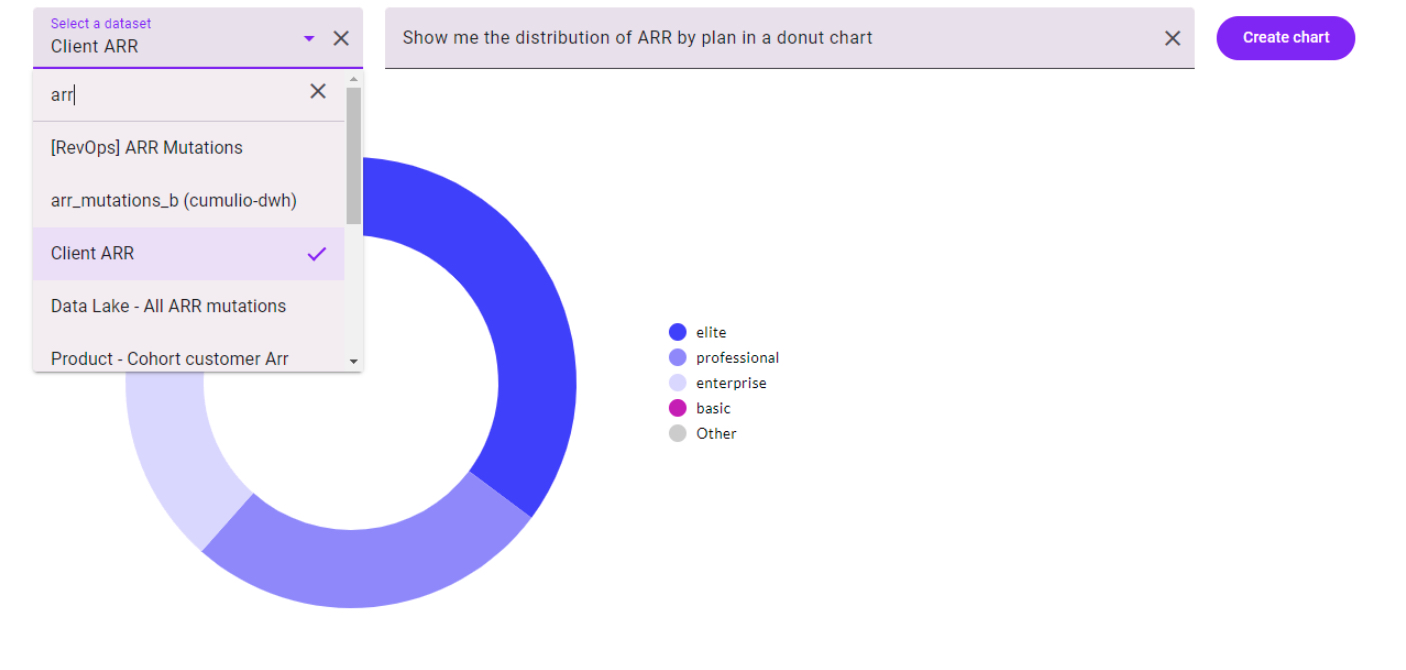 Select a dataset
Client ARR
Show me the distribution of ARR by plan in a donut chart
Create chart
arr
[RevOps] ARR Mutations
arr_mutations_b (cumulio-dwh)
Client ARR
Data Lake - All ARR mutations
Product - Cohort customer Arr
elite
professional
enterprise
basic
Other